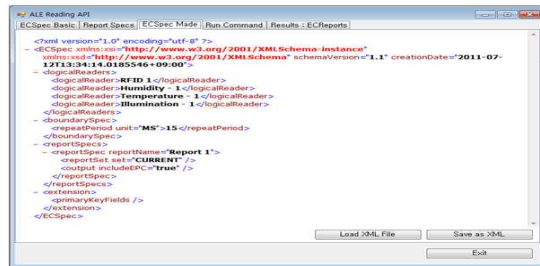 ALE Reading API
ECSpec Basic Report Specs ECSpec Made Run Command Results : ECReports
<?xml version="1.0" encoding="utf-8" ?>
- <ECSpec xmlns:xsi="http://www.w3.org/2001/XMLSchema-instance"
xmlns:xsd="http://www.w3.org/2001/XMLSchema" schemaVersion="1.1" creationDate="2011-07-
12T13:34:14.0185546+09:00">
- <logicalReaders>
<logicalReader>RFID 1</logicalReader>
<logicalReader>Humidity - 1</logicalReader>
<logicalReader>Temperature - 1</logicalReader>
<logicalReader>Illumination - 1</logicalReader>
</logicalReaders>
- <boundarySpec>
<repeatPeriod unit="MS">15</repeatPeriod>
</boundarySpec>
- <reportSpecs>
- <reportSpec reportName="Report 1">
<reportSet set="CURRENT" />
<output includeEPC="true" />
</reportSpec>
</reportSpecs>
- <extension>
<primaryKeyFields />
</extension>
</ECSpec>
Load XML File Save as XML
Exit